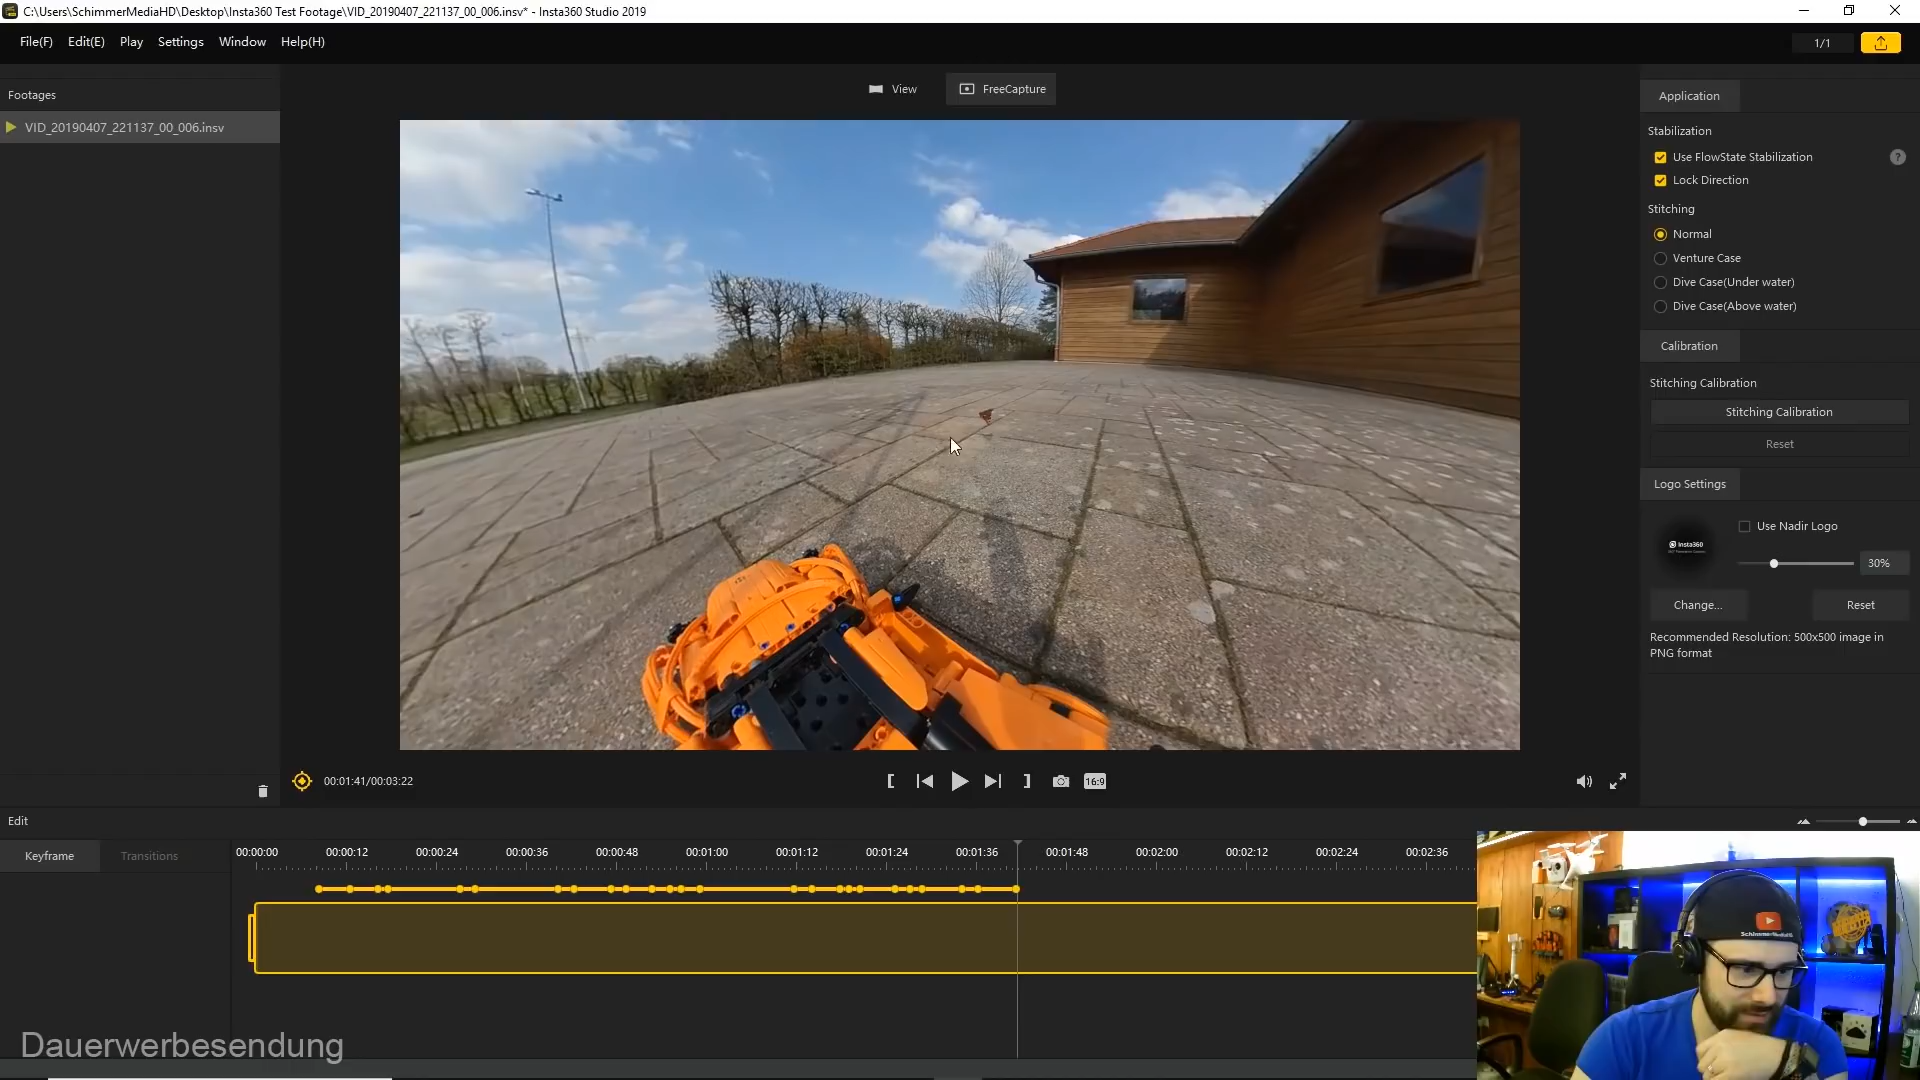 C:\Users\SchimmerMediaHD\Desktop\Insta360 Test Footage\VID_20190407_221137_00_006.insv* - Insta360 Studio 2019
File(F) Edit(E) Play Settings Window Help(H)
1/1
Footages
View FreeCapture
Application
VID_20190407_221137_00_006.insv
Stabilization
Use FlowState Stabilization ?
Lock Direction
Stitching
Normal
Venture Case
Dive Case(Under water)
Dive Case(Above water)
Calibration
Stitching Calibration
Stitching Calibration
Reset
Logo Settings
Use Nadir Logo
Insta360
30%
Change... Reset
Recommended Resolution: 500x500 image in
PNG format
00:01:41/00:03:22
16:9
Edit
Keyframe Transitions
00:00:00 00:00:12 00:00:24 00:00:36 00:00:48 00:01:00 00:01:12 00:01:24 00:01:36 00:01:48 00:02:00 00:02:12 00:02:24 00:02:36
SchimmerMediaHD
Dauerwerbesendung